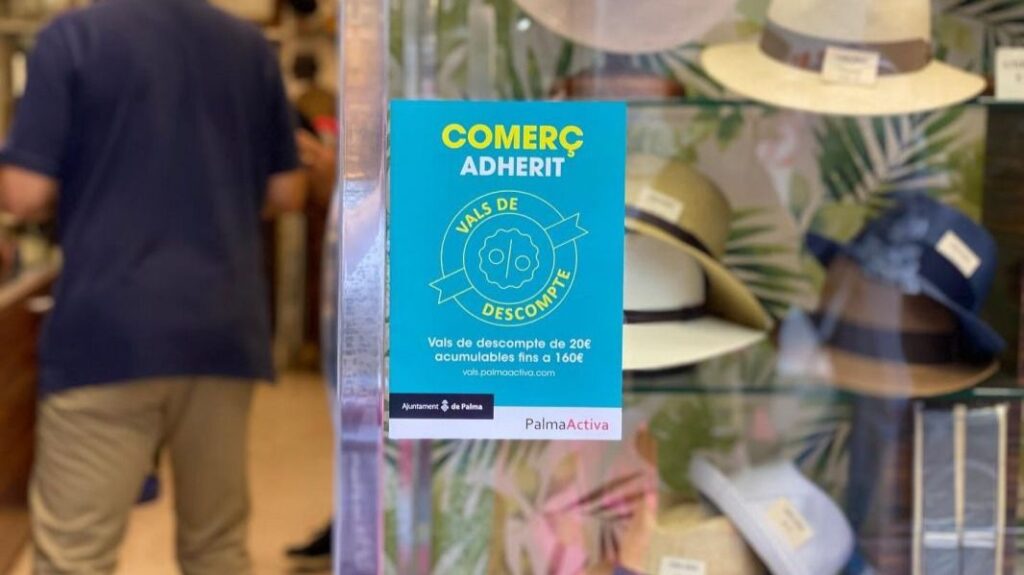 COMERÇ
ADHERIT
VALS DE
%
DESCOMPTE
Vals de descompte de 20€
acumulables fins a 160€
vals.palmaactiva.com
Ajuntament de Palma
PalmaActiva